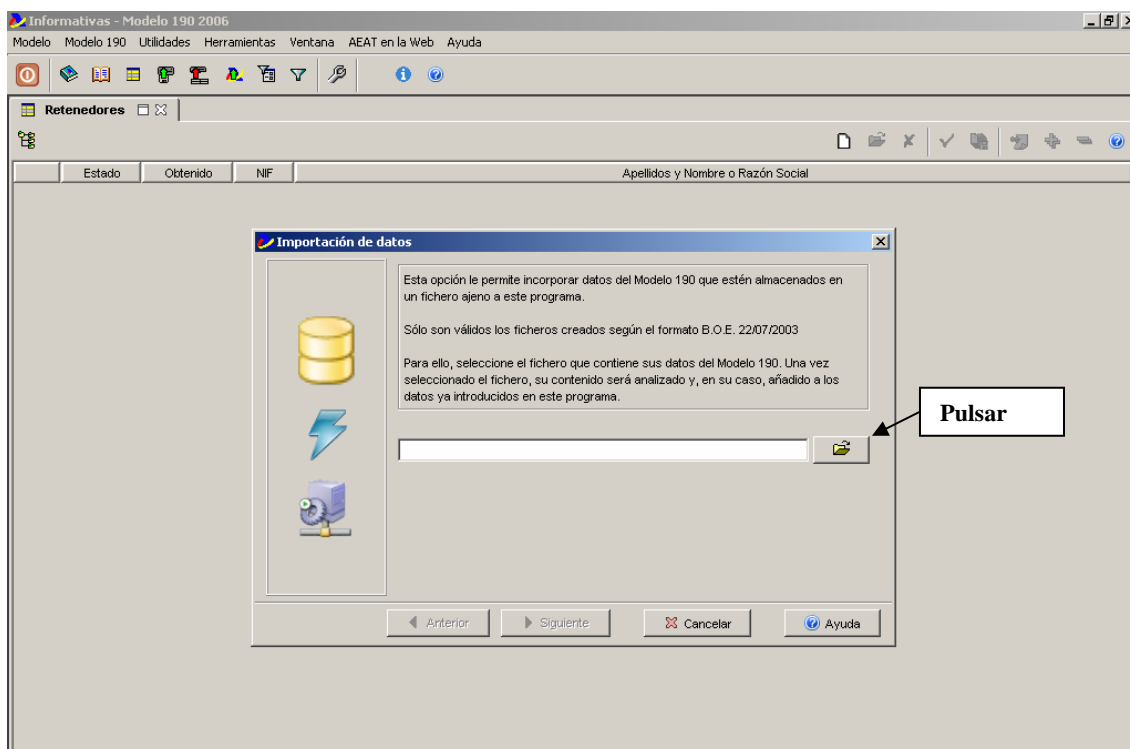 Informativas - Modelo 190 2006
Modelo Modelo 190 Utilidades Herramientas Ventana AEAT en la Web Ayuda
Retenedores
Estado Obtenido NIF Apellidos y Nombre o Razón Social
Importación de datos
Esta opción le permite incorporar datos del Modelo 190 que estén almacenados en
un fichero ajeno a este programa.
Sólo son válidos los ficheros creados según el formato B.O.E. 22/07/2003
Para ello, seleccione el fichero que contiene sus datos del Modelo 190. Una vez
seleccionado el fichero, su contenido será analizado y, en su caso, añadido a los
datos ya introducidos en este programa.
Pulsar
Anterior Siguiente Cancelar Ayuda